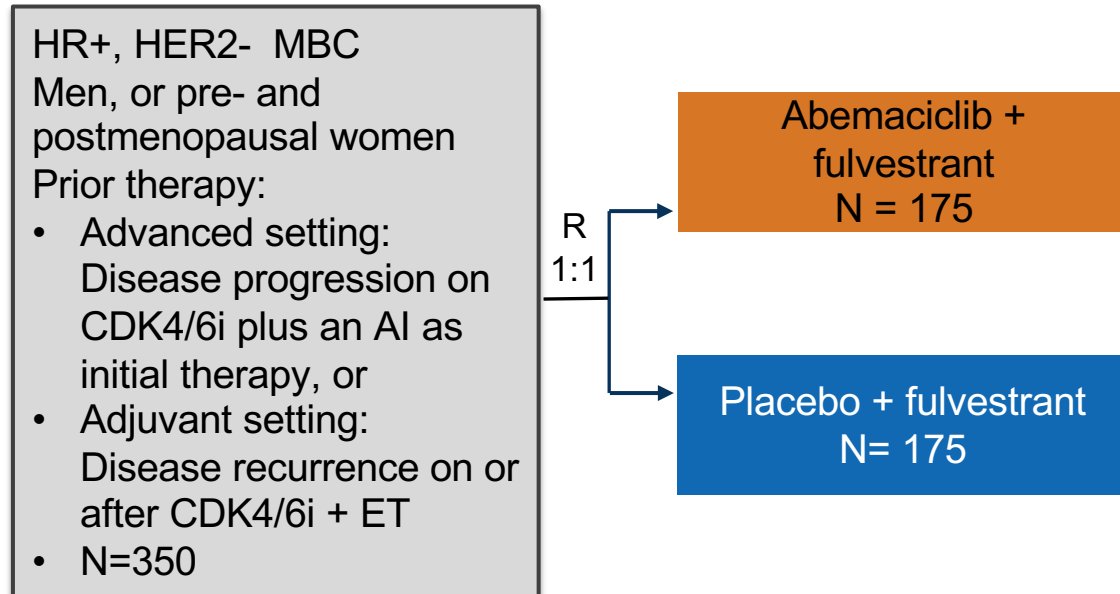 HR+, HER2-  MBC
Men, or pre- and
postmenopausal women
Prior therapy:
• Advanced setting:
Disease progression on
CDK4/6i plus an AI as
initial therapy, or
• Adjuvant setting:
Disease recurrence on or
after CDK4/6i + ET
• N=350
R
1:1
Abemaciclib +
fulvestrant
N = 175
Placebo + fulvestrant
N= 175